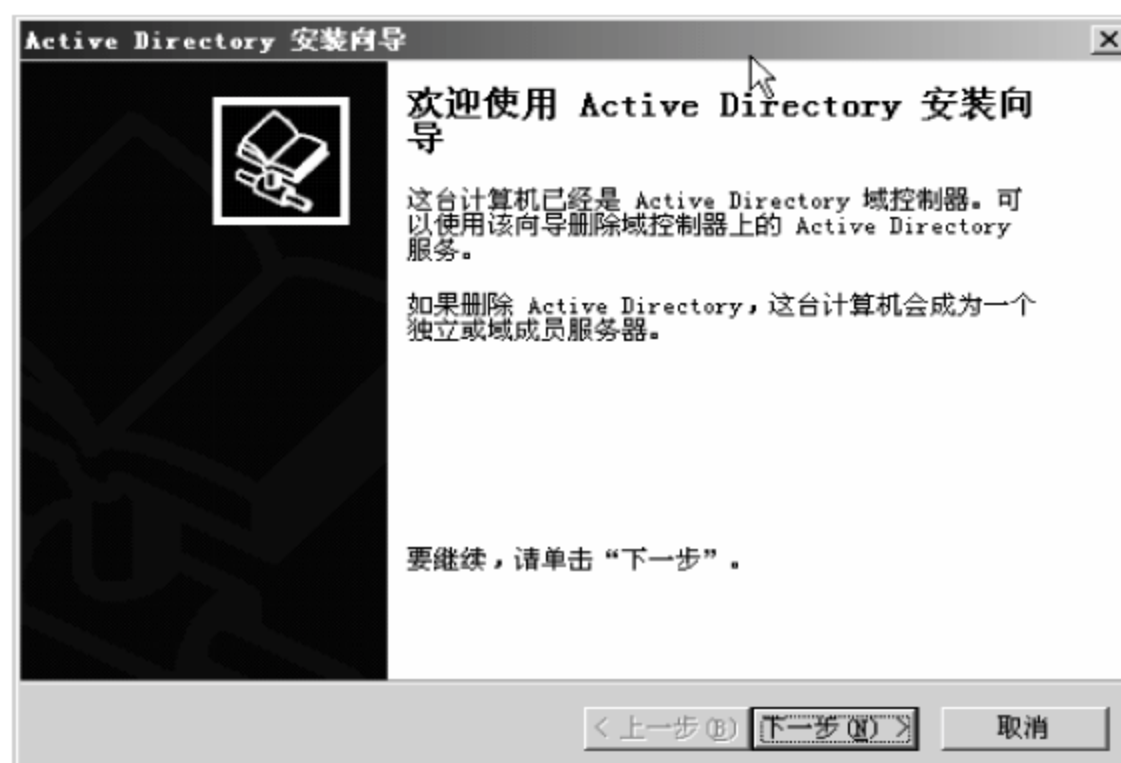 Active Directory 安装向导
欢迎使用 Active Directory 安装向
导
这台计算机已经是 Active Directory 域控制器。可
以使用该向导删除域控制器上的 Active Directory
服务。
如果删除 Active Directory，这台计算机会成为一个
独立或域成员服务器。
要继续，请单击“下一步”。
< 上一步(B) 下一步(N) > 取消